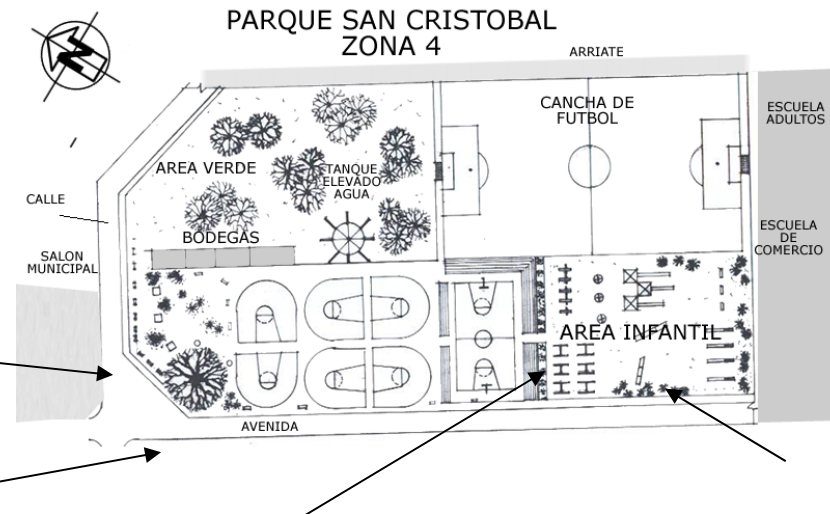 PARQUE SAN CRISTOBAL
ZONA 4
N
ARRIATE
CANCHA DE
FUTBOL
ESCUELA
ADULTOS
AREA VERDE
TANQUE
ELEVADO
AGUA
CALLE
BODEGAS
ESCUELA
DE
COMERCIO
SALON
MUNICIPAL
AREA INFANTIL
AVENIDA